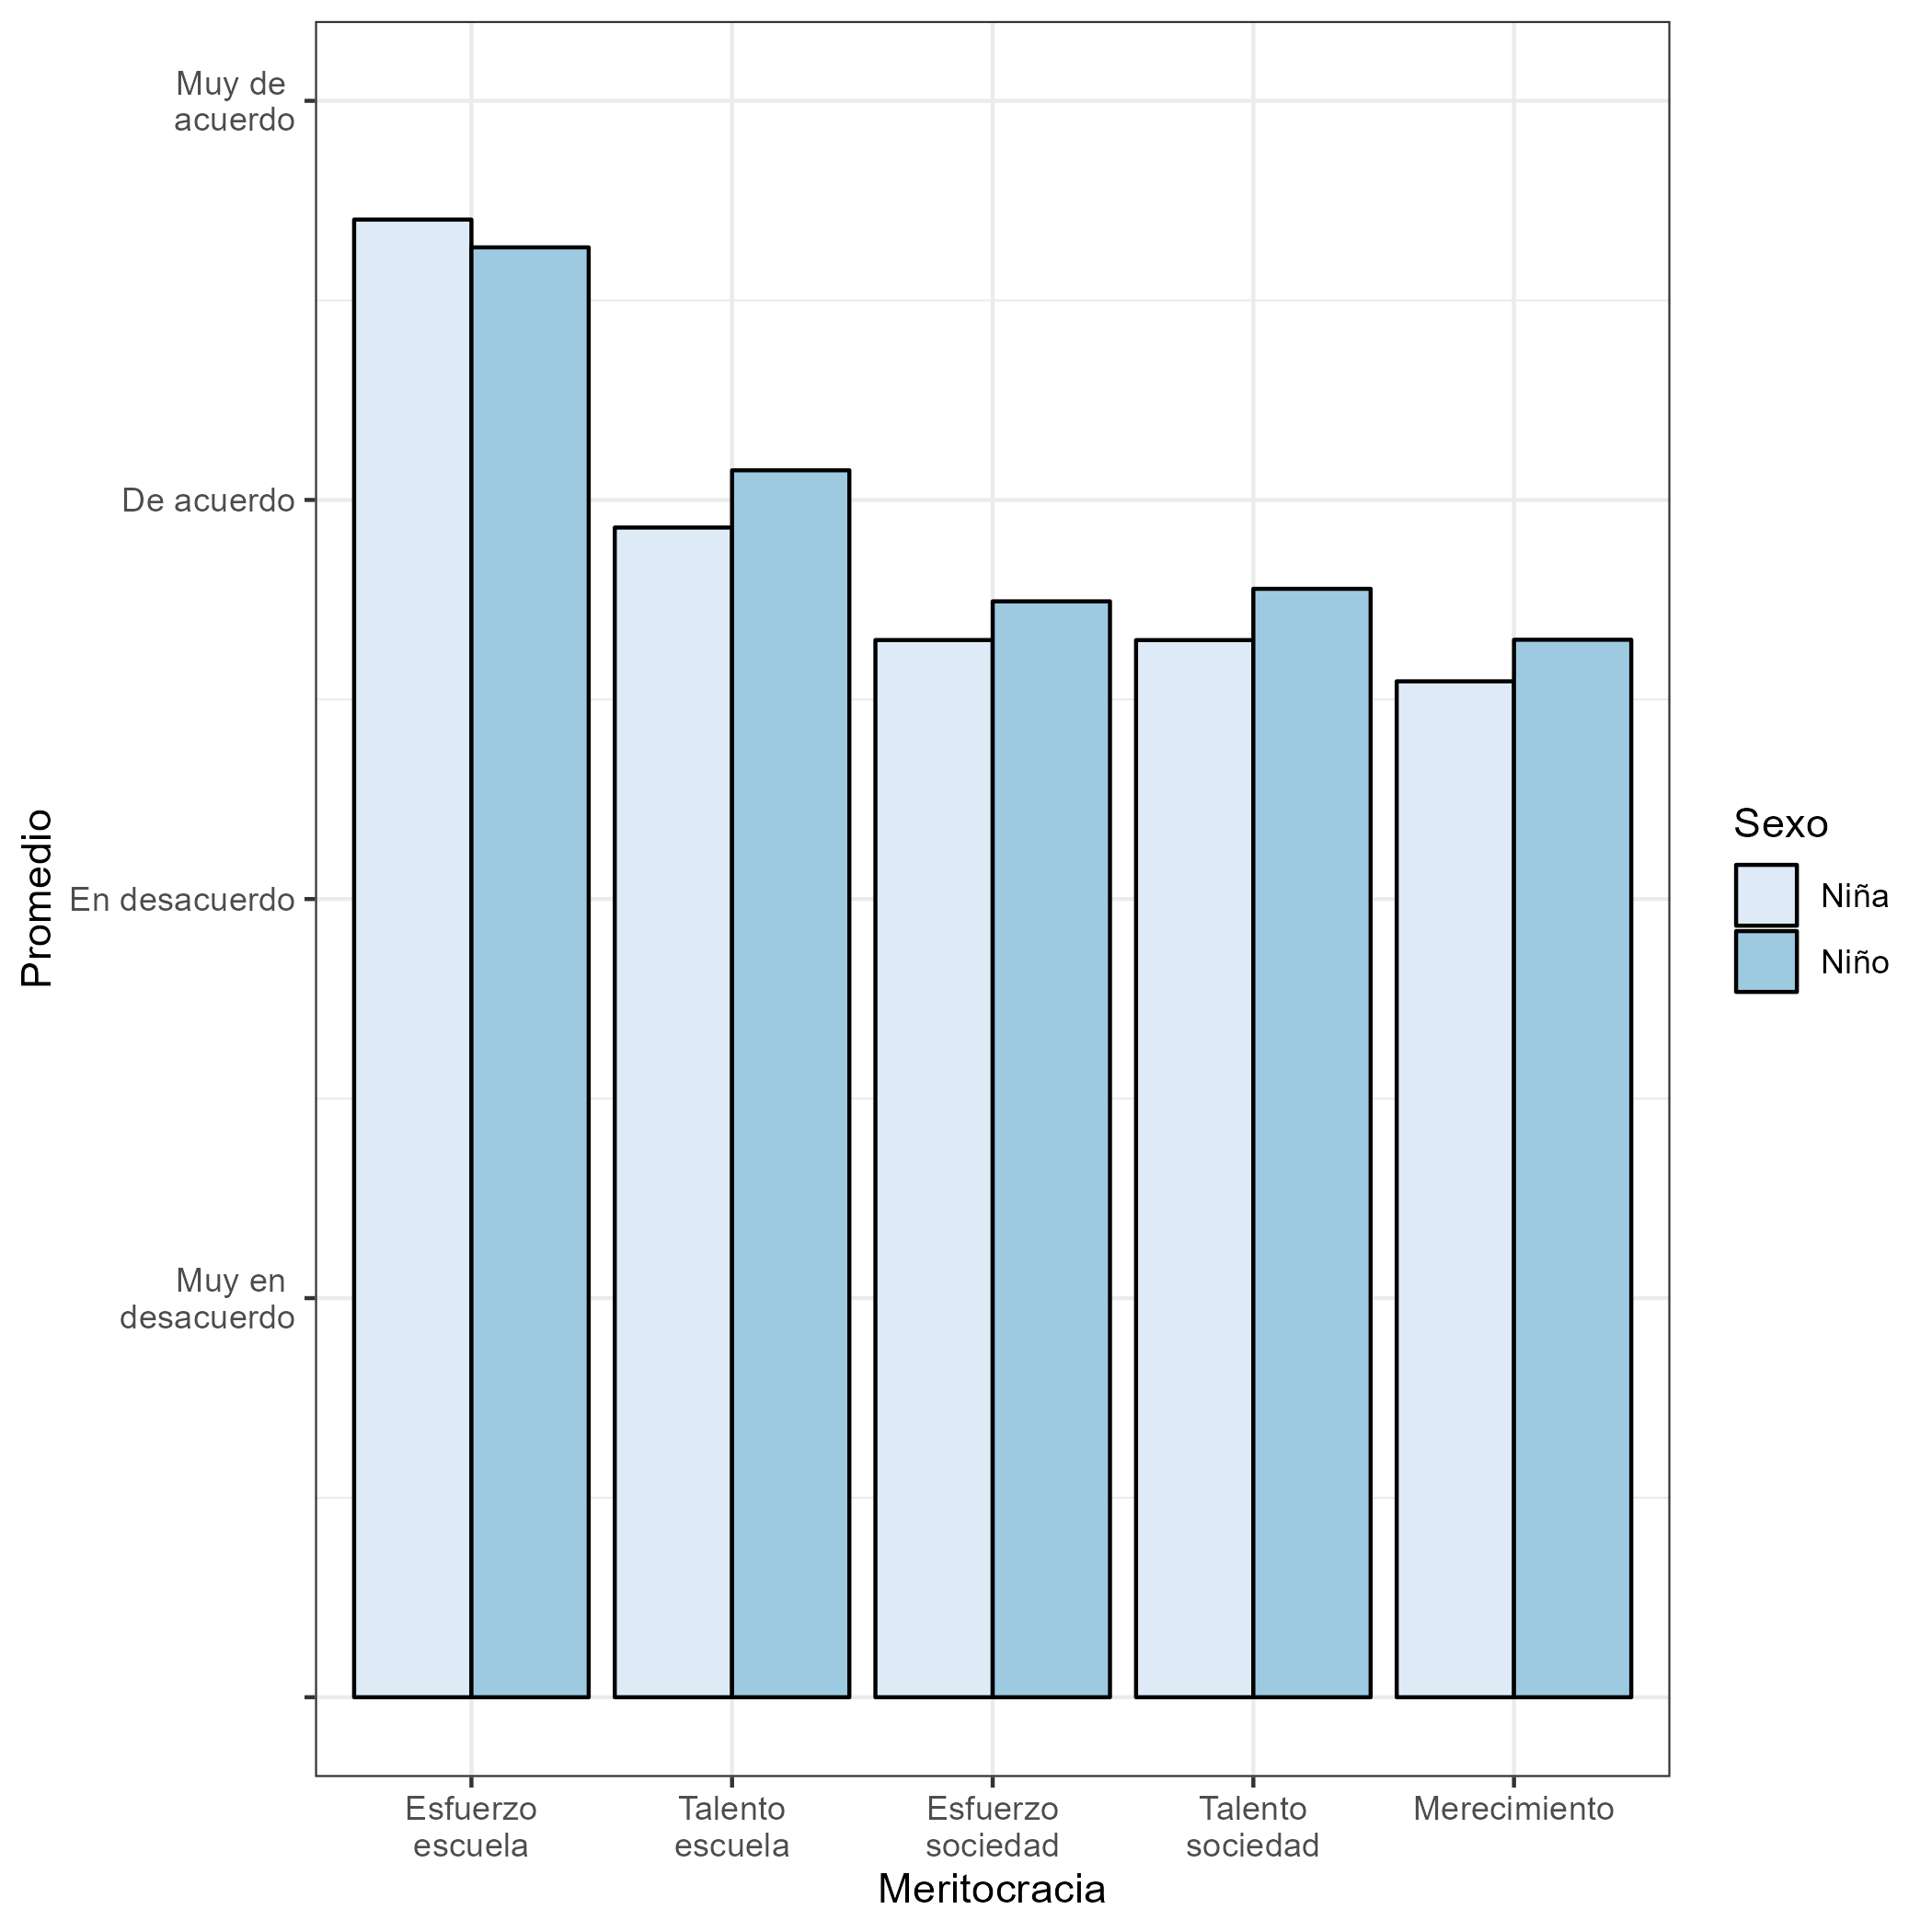 Muy de
acuerdo
De acuerdo
En desacuerdo
Muy en
desacuerdo
Promedio
Esfuerzo
escuela
Talento
escuela
Esfuerzo
sociedad
Talento
sociedad
Merecimiento
Meritocracia
Sexo
Niña
Niño